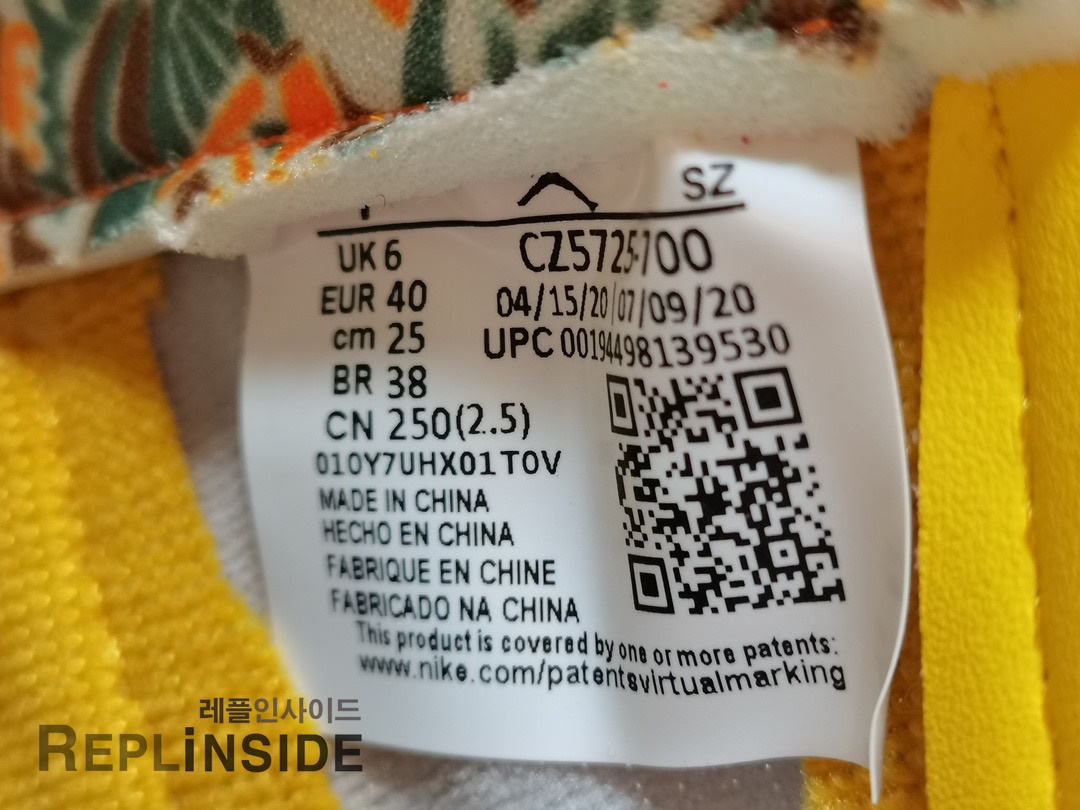 SZ
UK 6
CZ5725-700
EUR 40
04/15/20 07/09/20
cm 25
UPC 00194498139530
BR 38
CN 250(2.5)
010Y7UHX01TOV
MADE IN CHINA
HECHO EN CHINA
FABRIQUE EN CHINE
FABRICADO NA CHINA
This product is covered by one or more patents:
www.nike.com/patentsvirtualmarking
레플인사이드
REPLiNSIDE